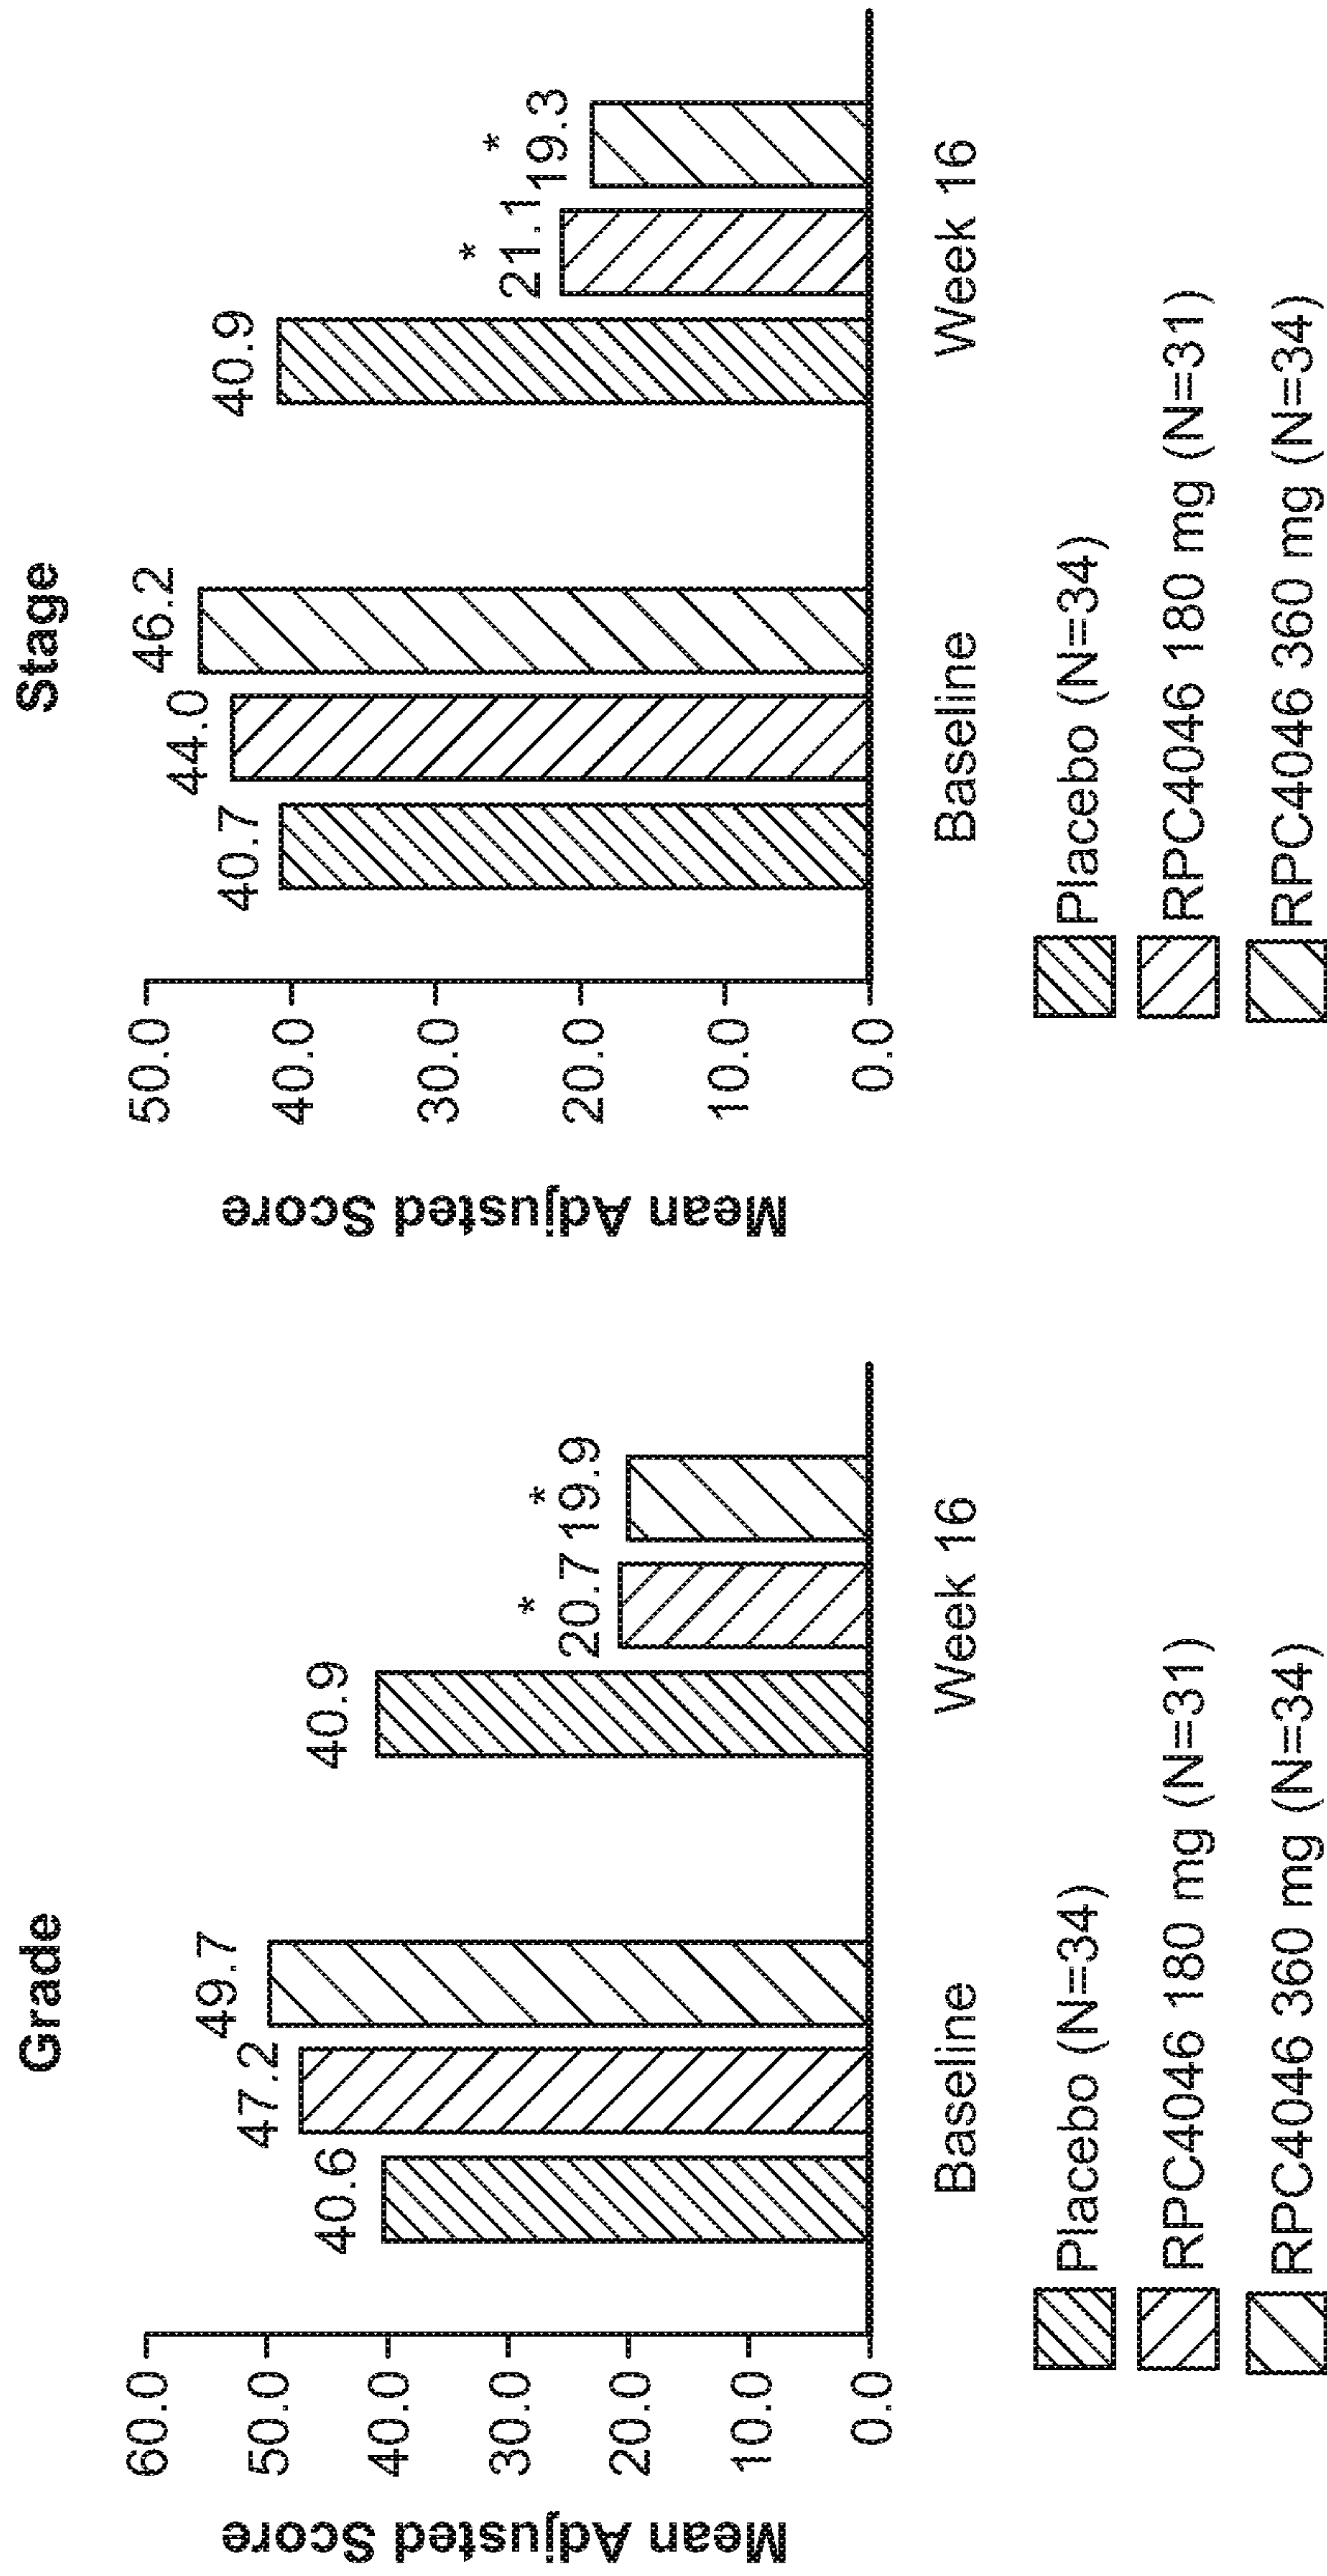 Grade
Mean Adjusted Score
60.0
50.0
40.0
30.0
20.0
10.0
0.0
40.6
47.2
49.7
40.9
*
20.7
*
19.9
Baseline
Week 16
Placebo (N=34)
RPC4046 180 mg (N=31)
RPC4046 360 mg (N=34)
Stage
Mean Adjusted Score
50.0
40.0
30.0
20.0
10.0
0.0
40.7
44.0
46.2
40.9
*
21.1
*
19.3
Baseline
Week 16
Placebo (N=34)
RPC4046 180 mg (N=31)
RPC4046 360 mg (N=34)